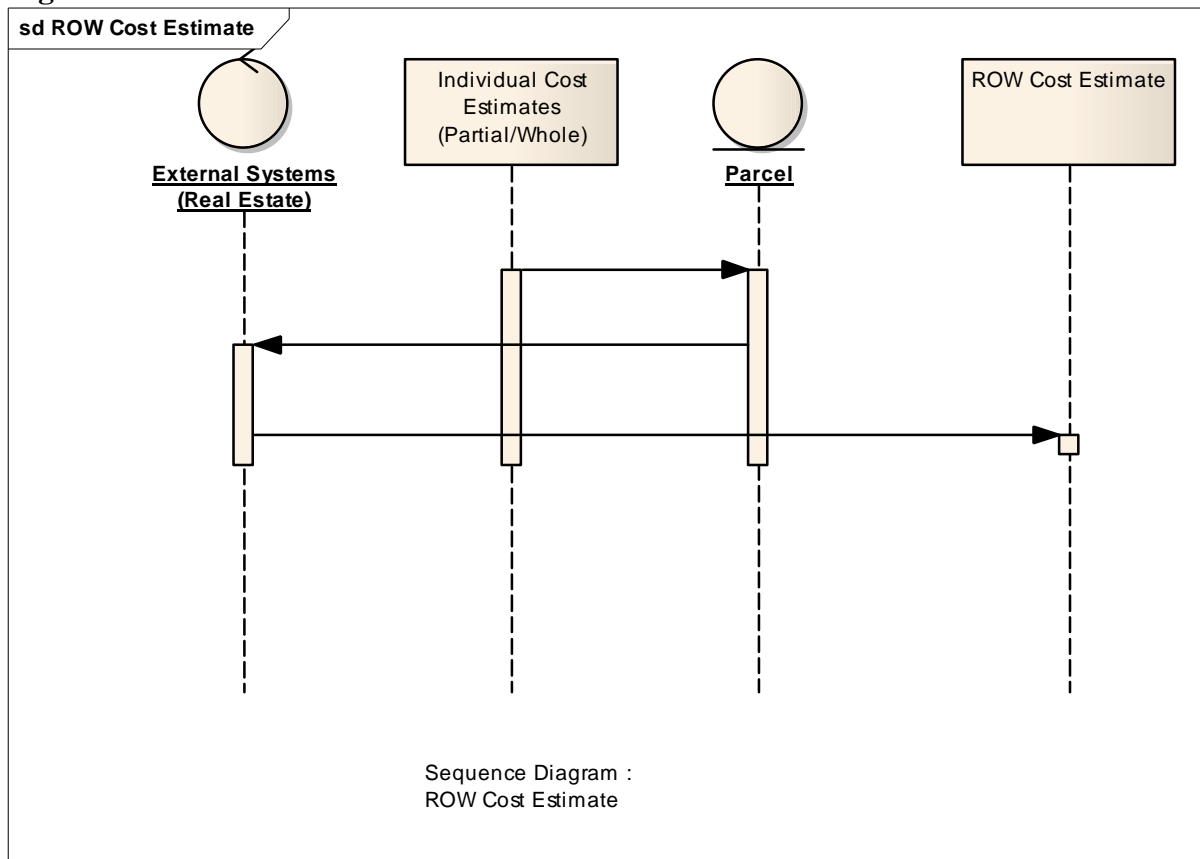 sd ROW Cost Estimate
External Systems
(Real Estate)
Individual Cost
Estimates
(Partial/Whole)
Parcel
ROW Cost Estimate
Sequence Diagram :
ROW Cost Estimate